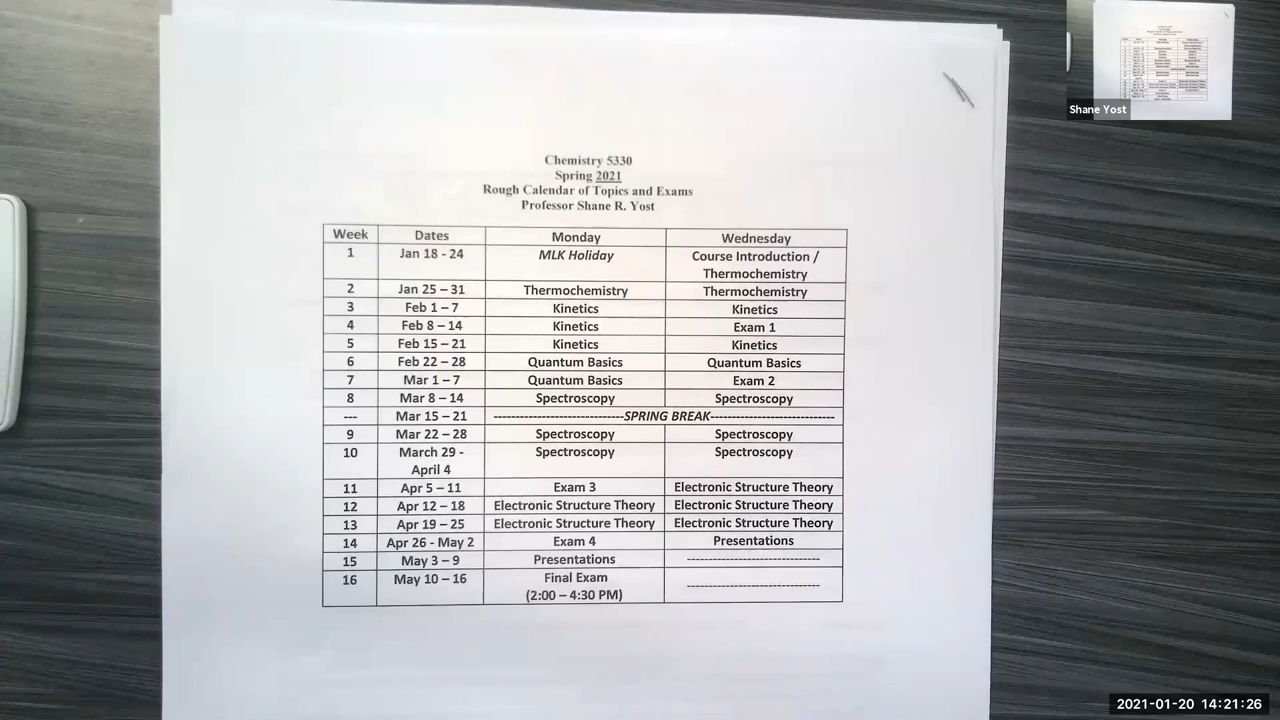 Shane Yost
Chemistry 5330
Spring 2021
Rough Calendar of Topics and Exams
Professor Shane R. Yost
Week Dates Monday Wednesday
1 Jan 18 - 24 MLK Holiday Course Introduction /
Thermochemistry
2 Jan 25 – 31 Thermochemistry Thermochemistry
3 Feb 1 – 7 Kinetics Kinetics
4 Feb 8 – 14 Kinetics Exam 1
5 Feb 15 – 21 Kinetics Kinetics
6 Feb 22 – 28 Quantum Basics Quantum Basics
7 Mar 1 – 7 Quantum Basics Exam 2
8 Mar 8 – 14 Spectroscopy Spectroscopy
--- Mar 15 – 21 -----------------------------SPRING BREAK----------------------------
9 Mar 22 – 28 Spectroscopy Spectroscopy
10 March 29 - Spectroscopy Spectroscopy
April 4
11 Apr 5 – 11 Exam 3 Electronic Structure Theory
12 Apr 12 – 18 Electronic Structure Theory Electronic Structure Theory
13 Apr 19 – 25 Electronic Structure Theory Electronic Structure Theory
14 Apr 26 - May 2 Exam 4 Presentations
15 May 3 – 9 Presentations ------------------------------
16 May 10 – 16 Final Exam ------------------------------
(2:00 – 4:30 PM)
2021-01-20 14:21:26